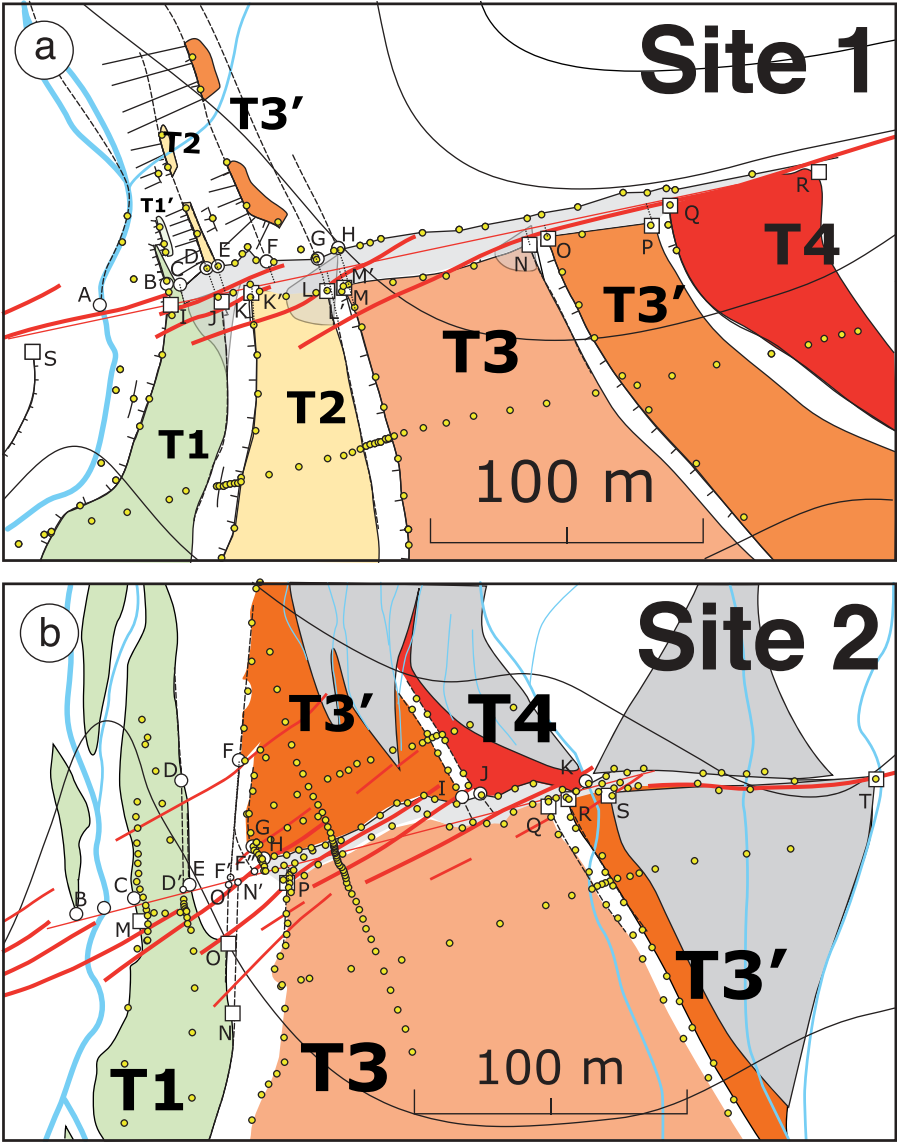 a
Site 1
T3′
T2
T1′
R
Q
T4
H
G
P
O
F
E
D
N
C
B
M′
A
L
M
T3′
K′
I
J
K
L′
S
T3
T2
T1
100 m
b
Site 2
T3′
T4
F
D
K
J
I
T
R
S
Q
G
H
F″
E
F′
D′
C
O′
N′
P
B
M
O
T3′
N
T3
T1
100 m